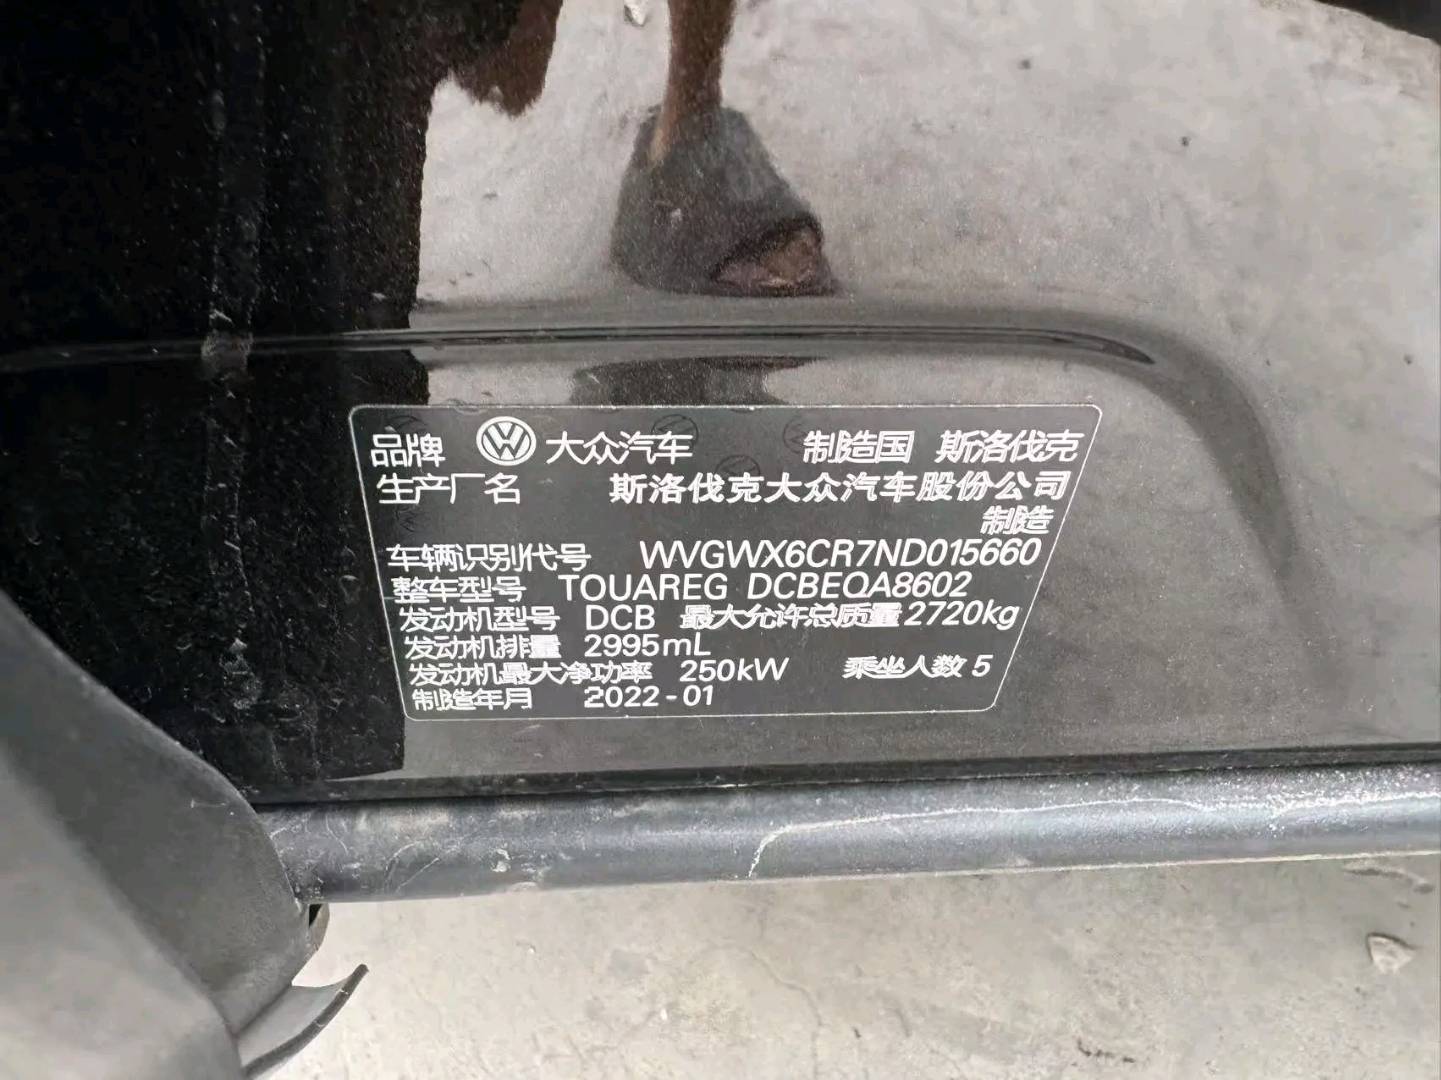 品牌 大众汽车 制造国 斯洛伐克
生产厂名 斯洛伐克大众汽车股份公司
制造
车辆识别代号 WVGWX6CR7ND015660
整车型号 TOUAREG DCBEQA8602
发动机型号 DCB 最大允许总质量 2720kg
发动机排量 2995mL
发动机最大净功率 250kW 乘坐人数 5
制造年月 2022-01